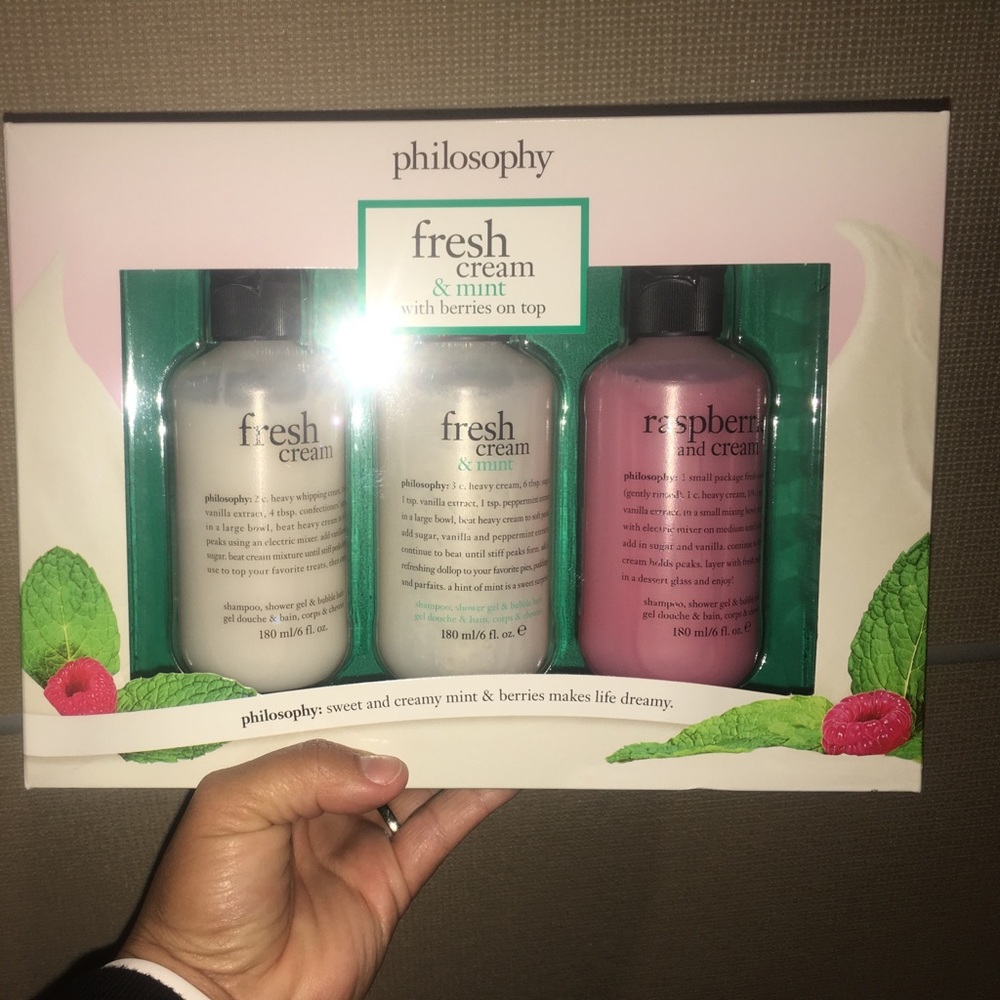 philosophy
fresh
cream
& mint
with berries on top
fresh
cream
philosophy: 2 c. heavy whipping cream,
vanilla extract, 4 tbsp. confectioners
in a large bowl, beat heavy cream
peaks using an electric mixer. add vanilla
sugar. beat cream mixture until stiff peaks
use to top your favorite treats.
shampoo, shower gel & bubble bath
gel douche & bain, corps &
180 ml/6 fl. oz.
fresh
cream
& mint
philosophy: 3 c. heavy cream, 6 tbsp.
1 tsp. vanilla extract, 1 tsp. peppermint
in a large bowl, beat heavy cream to soft
add sugar, vanilla and peppermint
continue to beat until stiff peaks form. add
refreshing dollop to your favorite pies,
and parfaits. a hint of mint is a sweet
shampoo, shower gel & bubble bath
gel douche & bain, corps &
180 ml/6 fl. oz. e
raspberr
and cream
philosophy: 1 small package fresh
(gently rinsed), 1 c. heavy cream,
vanilla extract. in a small mixing bowl
with electric mixer on medium
add in sugar and vanilla. continue
cream holds peaks. layer with fresh
in a dessert glass and enjoy!
shampoo, shower gel & bubble
gel douche & bain, corps &
180 ml/6 fl. oz. e
philosophy: sweet and creamy mint & berries makes life dreamy.